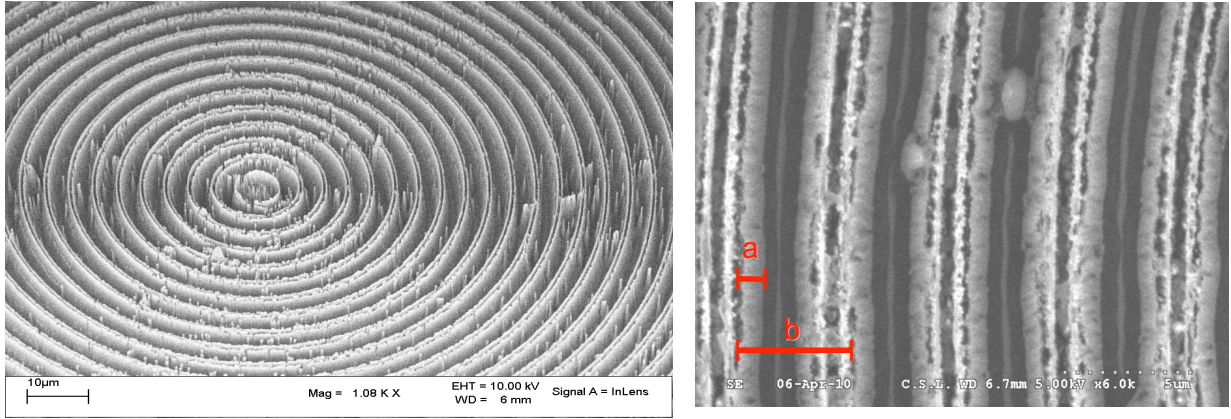 10µm
Mag = 1.08 K X
EHT = 10.00 kV
WD = 6 mm
Signal A = InLens
a
b
SE 06-Apr-10 C.S.L. WD 6.7mm 5.00kV x6.0k 5um